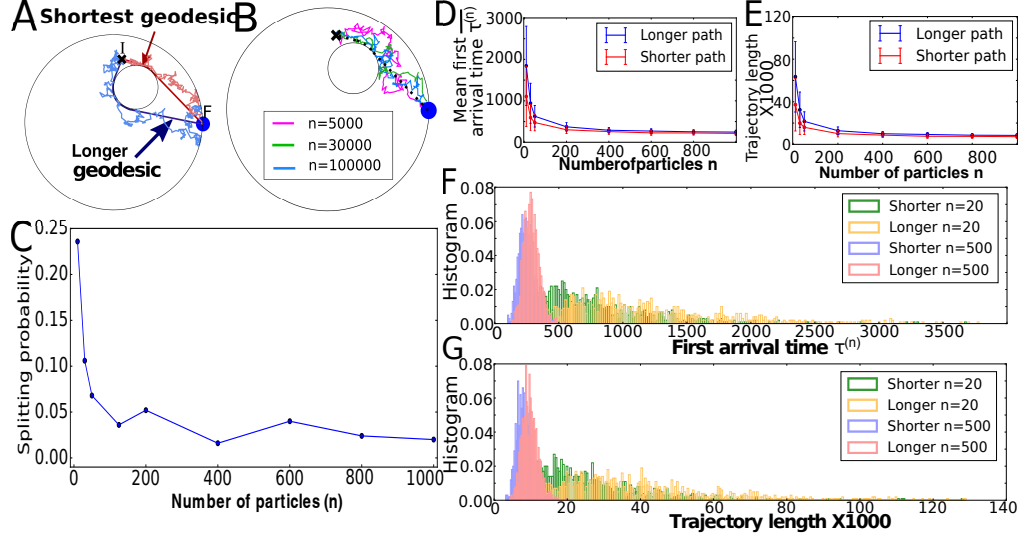 A
Shortest geodesic
I
F
Longer
geodesic
B
n=5000
n=30000
n=100000
C
Splitting probability
0.25
0.20
0.15
0.10
0.05
0.00
0
200
400
600
800
1000
Number of particles (n)
D
Mean first
arrival time τ(n)
3000
2000
1000
0
Longer path
Shorter path
0
200
400
600
800
Numberofparticles n
E
Trajectory length
X1000
120
80
40
0
Longer path
Shorter path
0
200
400
600
800
Number of particles n
F
Histogram
0.08
0.06
0.04
0.02
0.00
Shorter n=20
Longer n=20
Shorter n=500
Longer n=500
500
1000
1500
2000
2500
3000
3500
First arrival time τ(n)
G
Histogram
0.08
0.06
0.04
0.02
0.00
Shorter n=20
Longer n=20
Shorter n=500
Longer n=500
0
20
40
60
80
100
120
140
Trajectory length X1000